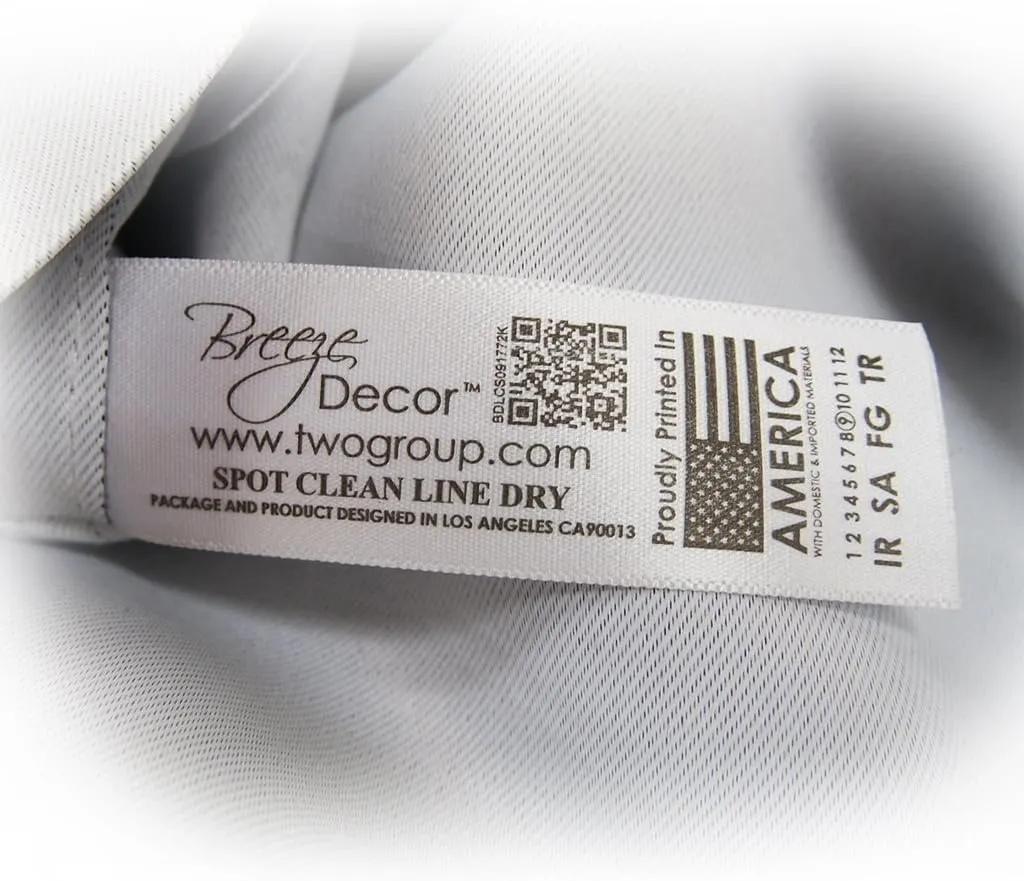 Breeze
Decor™
www.twogroup.com
SPOT CLEAN LINE DRY
PACKAGE AND PRODUCT DESIGNED IN LOS ANGELES CA90013
BDLCS091772K
Proudly Printed In
AMERICA
WITH DOMESTIC & IMPORTED MATERIALS
1 2 3 4 5 6 7 8 9 10 11 12
IR SA FG TR